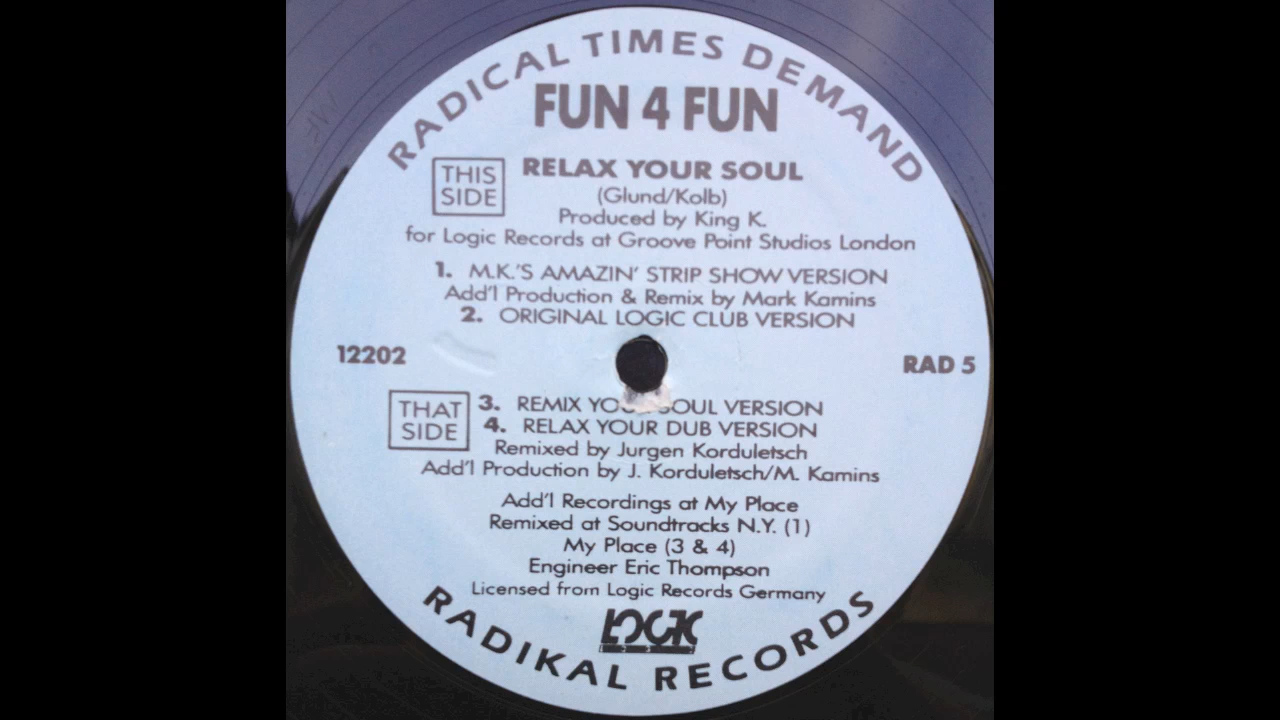 RADICAL TIMES DEMAND
FUN 4 FUN
THIS
SIDE
RELAX YOUR SOUL
(Glund/Kolb)
Produced by King K.
for Logic Records at Groove Point Studios London
1. M.K.'S AMAZIN' STRIP SHOW VERSION
Add'l Production & Remix by Mark Kamins
2. ORIGINAL LOGIC CLUB VERSION
12202
RAD 5
THAT
SIDE
3. REMIX SOUL VERSION
4. RELAX YOUR DUB VERSION
Remixed by Jurgen Korduletsch
Add'l Production by J. Korduletsch/M. Kamins
Add'l Recordings at My Place
Remixed at Soundtracks N.Y. (1)
My Place (3 & 4)
Engineer Eric Thompson
Licensed from Logic Records Germany
LOGIC
RADIKAL RECORDS